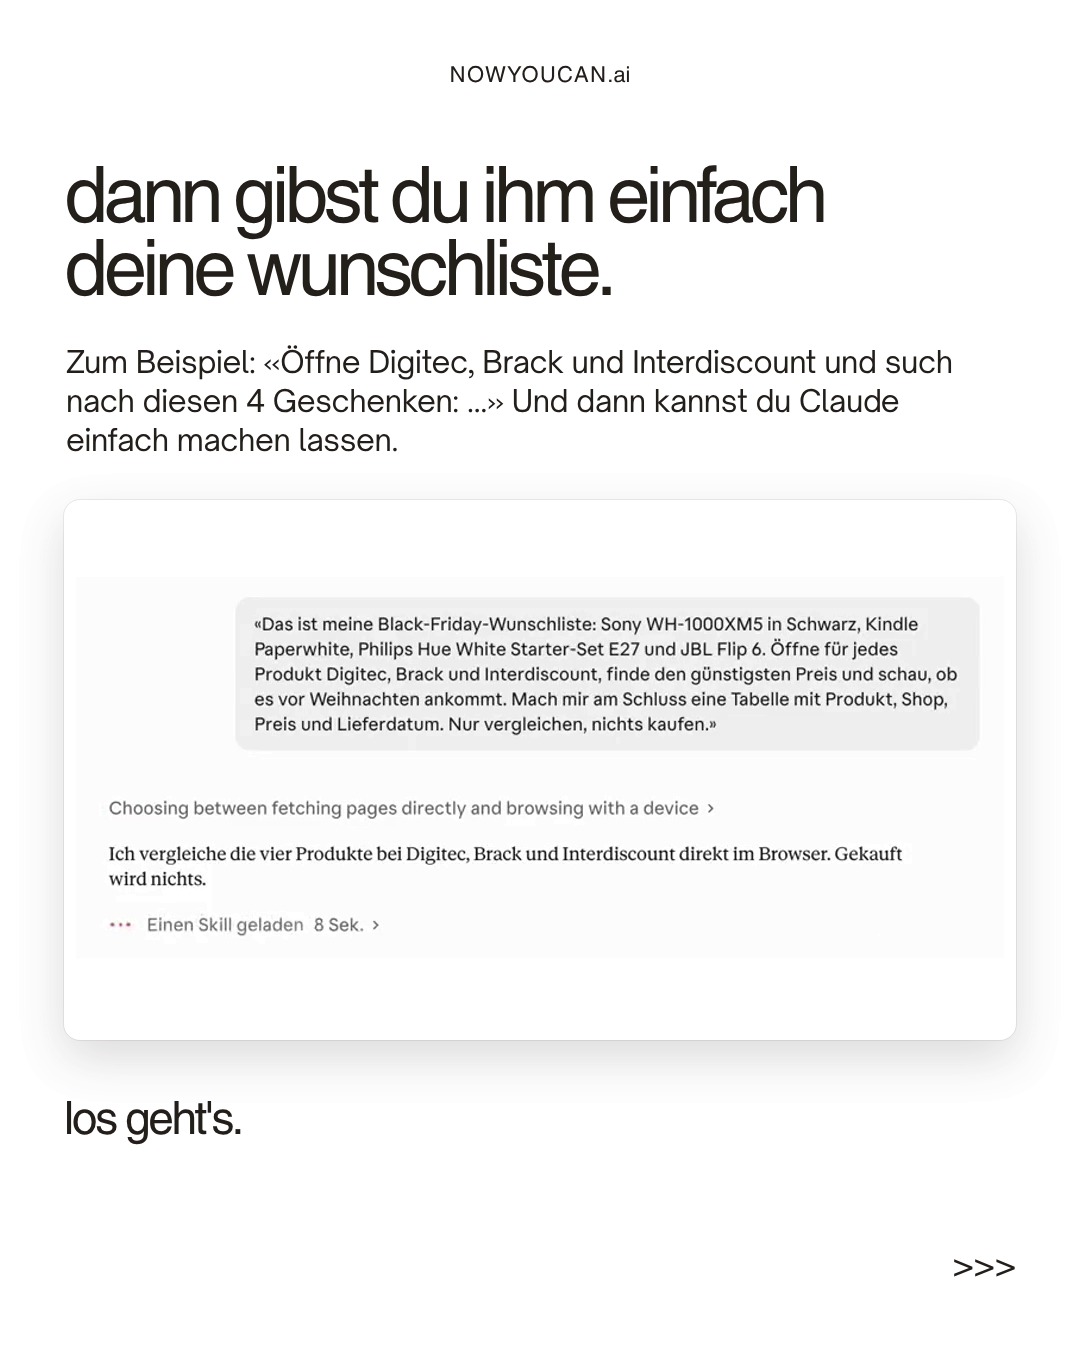 NOWYOUCAN.ai
dann gibst du ihm einfach
deine wunschliste.
Zum Beispiel: «Öffne Digitec, Brack und Interdiscount und such
nach diesen 4 Geschenken: ...» Und dann kannst du Claude
einfach machen lassen.
«Das ist meine Black-Friday-Wunschliste: Sony WH-1000XM5 in Schwarz, Kindle
Paperwhite, Philips Hue White Starter-Set E27 und JBL Flip 6. Öffne für jedes
Produkt Digitec, Brack und Interdiscount, finde den günstigsten Preis und schau, ob
es vor Weihnachten ankommt. Mach mir am Schluss eine Tabelle mit Produkt, Shop,
Preis und Lieferdatum. Nur vergleichen, nichts kaufen.»
Choosing between fetching pages directly and browsing with a device >
Ich vergleiche die vier Produkte bei Digitec, Brack und Interdiscount direkt im Browser. Gekauft
wird nichts.
Einen Skill geladen 8 Sek. >
los geht's.
>>>